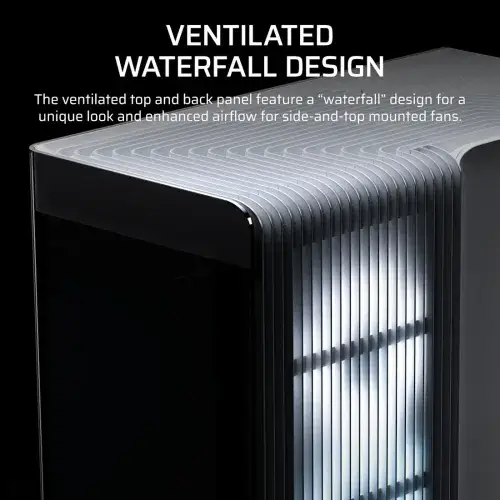 VENTILATED
WATERFALL DESIGN
The ventilated top and back panel feature a “waterfall” design for a
unique look and enhanced airflow for side-and-top mounted fans.